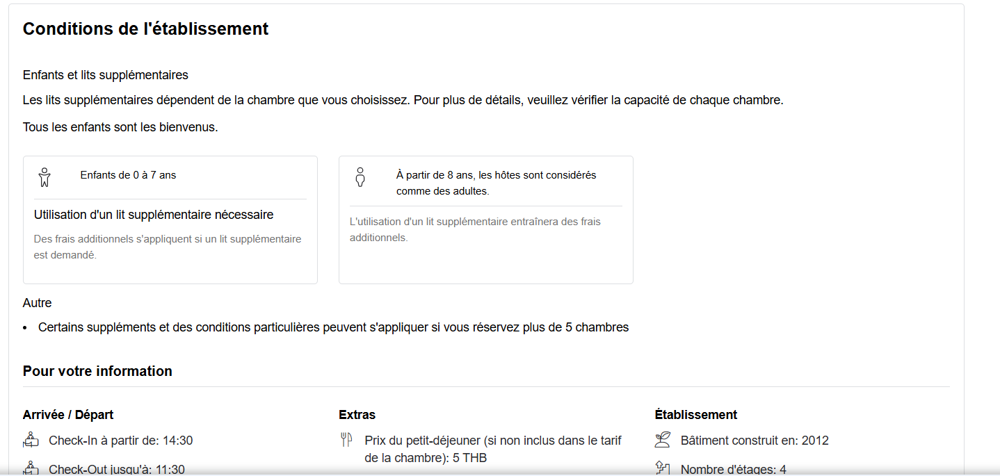 Conditions de l'établissement
Enfants et lits supplémentaires
Les lits supplémentaires dépendent de la chambre que vous choisissez. Pour plus de détails, veuillez vérifier la capacité de chaque chambre.
Tous les enfants sont les bienvenus.
Enfants de 0 à 7 ans
Utilisation d'un lit supplémentaire nécessaire
Des frais additionnels s'appliquent si un lit supplémentaire
est demandé.
À partir de 8 ans, les hôtes sont considérés
comme des adultes.
L'utilisation d'un lit supplémentaire entraînera des frais
additionnels.
Autre
• Certains suppléments et des conditions particulières peuvent s'appliquer si vous réservez plus de 5 chambres
Pour votre information
Arrivée / Départ
Check-In à partir de: 14:30
Check-Out jusqu'à: 11:30
Extras
Prix du petit-déjeuner (si non inclus dans le tarif
de la chambre): 5 THB
Établissement
Bâtiment construit en: 2012
Nombre d'étages: 4